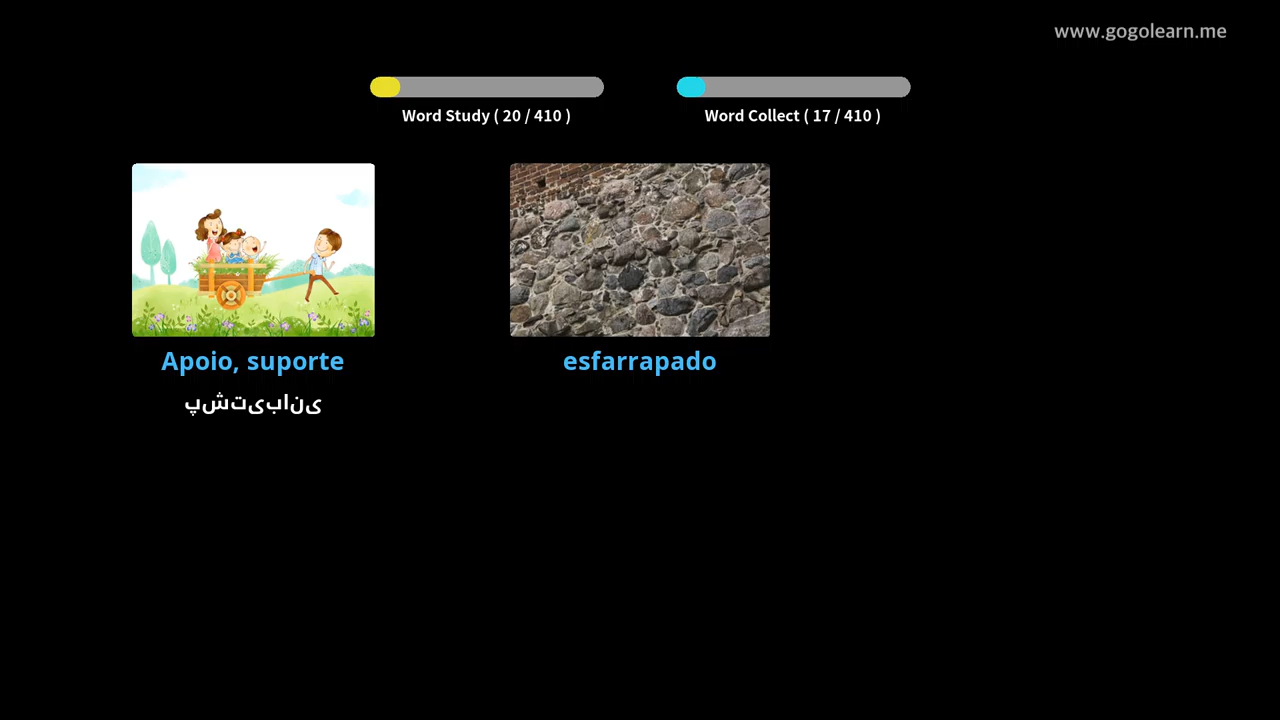 www.gogolearn.me
Word Study ( 20 / 410 )
Word Collect ( 17 / 410 )
Apoio, suporte
esfarrapado
پشتیبانی